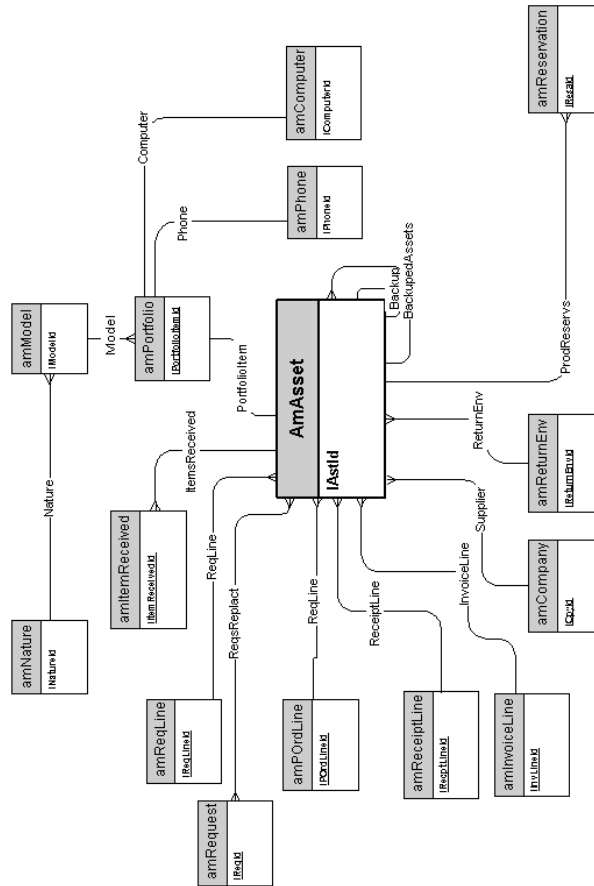 amNature
lNatureId
Nature
amModel
lModelId
Model
amItemReceived
lItemReceivedId
ItemsReceived
amPortfolio
lPortfolioItemId
Computer
Phone
PortfolioItem
amReqLine
lReqLineId
ReqLine
amRequest
lReqId
ReqsReplact
amPOrdLine
lPOrdLineId
ReqLine
AmAsset
lAstId
amPhone
lPhoneId
amComputer
lComputerId
ReceiptLine
Backup
BackupedAssets
amReceiptLine
lRecptLineId
InvoiceLine
Supplier
ReturnEnv
amInvoiceLine
lInvLineId
amCompany
lCpyId
amReturnEnv
lReturnEnvId
ProdReservs
amReservation
lResaId